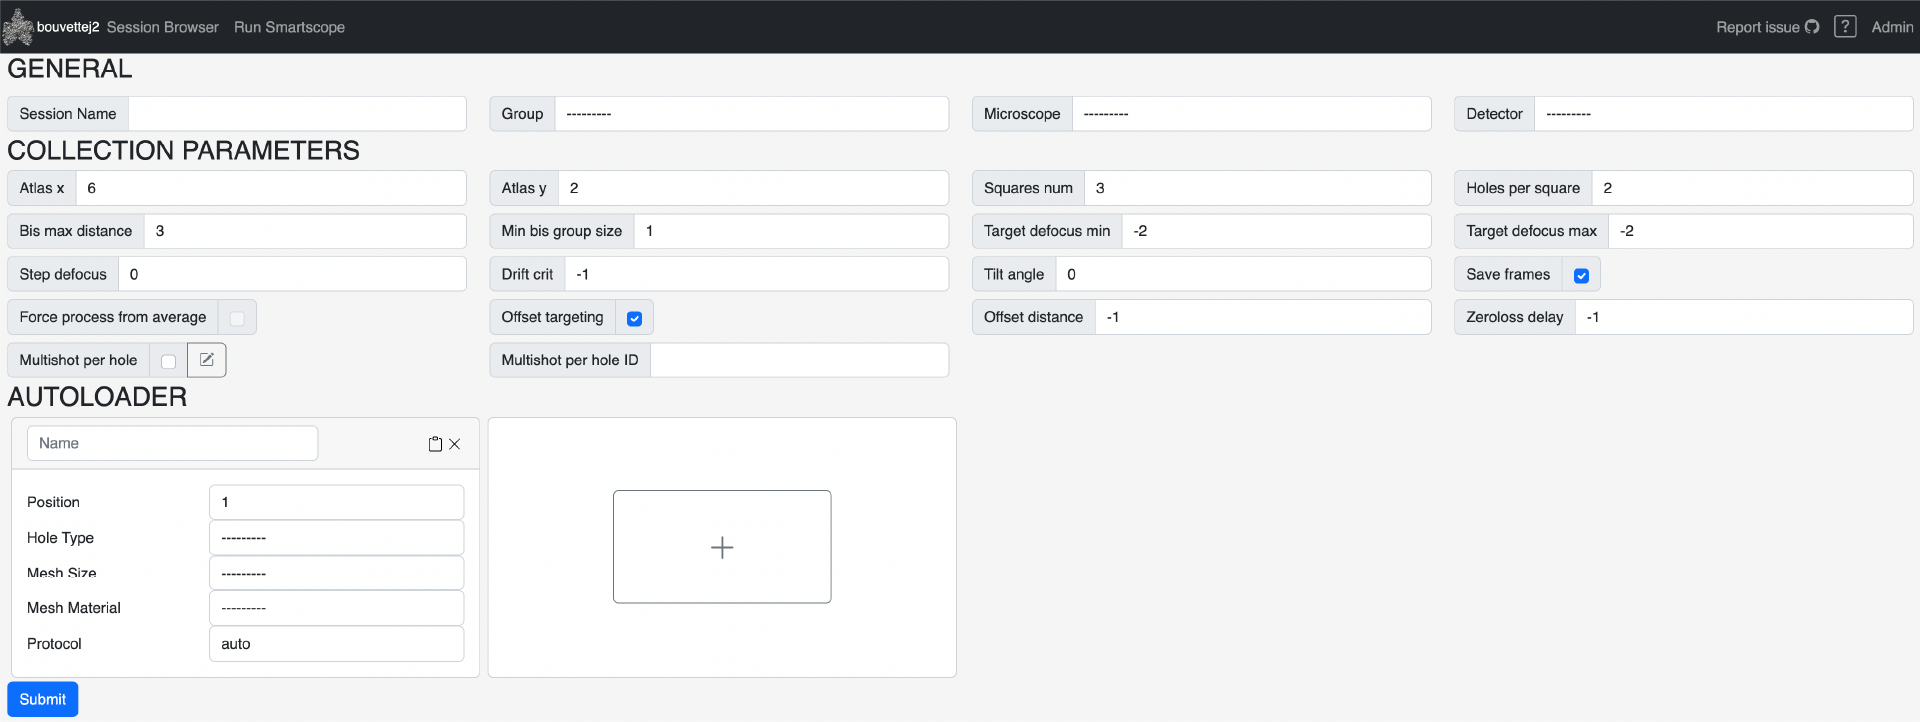 bouvettej2 Session Browser Run Smartscope Report issue ? Admin
GENERAL
Session Name Group --------- Microscope --------- Detector ---------
COLLECTION PARAMETERS
Atlas x 6 Atlas y 2 Squares num 3 Holes per square 2
Bis max distance 3 Min bis group size 1 Target defocus min -2 Target defocus max -2
Step defocus 0 Drift crit -1 Tilt angle 0 Save frames
Force process from average Offset targeting Offset distance -1 Zeroloss delay -1
Multishot per hole Multishot per hole ID
AUTOLOADER
Name
Position 1
Hole Type ---------
Mesh Size ---------
Mesh Material ---------
Protocol auto
Submit